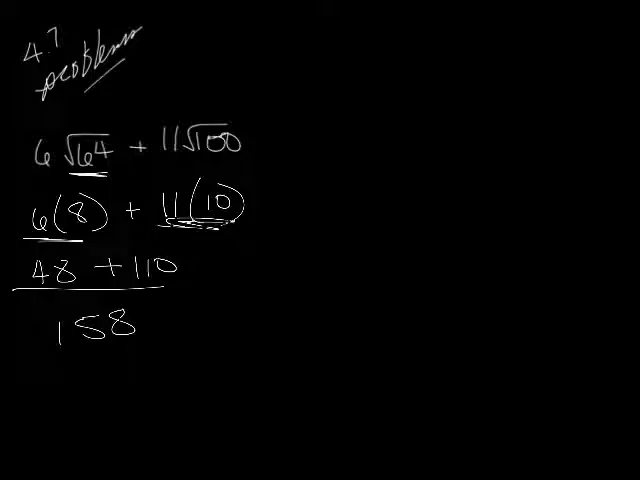 4.7
problems
6√64 + 11√100
6(8) + 11(10)
48 + 110
158